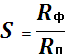 S = Rф / Rп